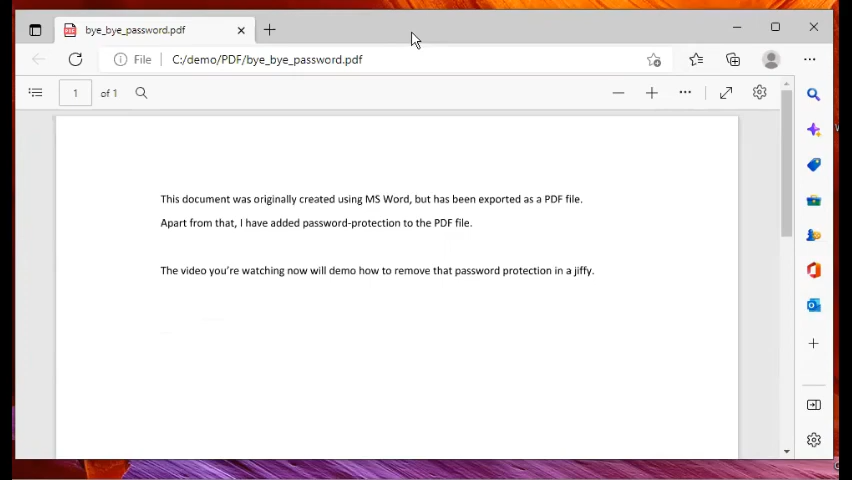 bye_bye_password.pdf
File C:/demo/PDF/bye_bye_password.pdf
1 of 1
This document was originally created using MS Word, but has been exported as a PDF file.
Apart from that, I have added password-protection to the PDF file.
The video you're watching now will demo how to remove that password protection in a jiffy.